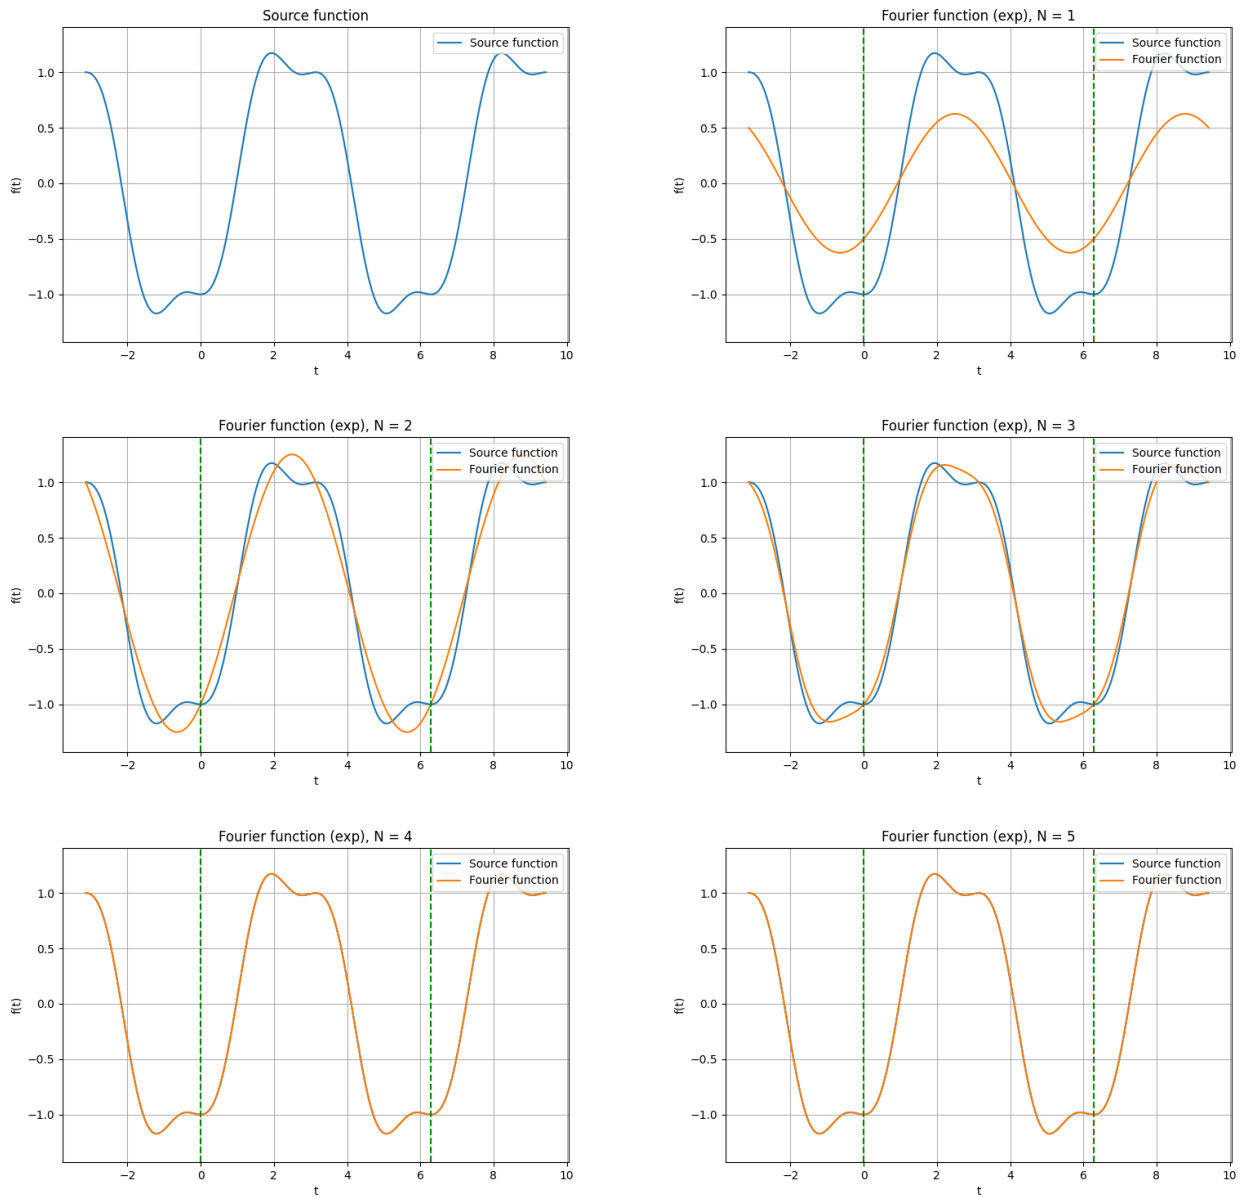 Source function
Source function
1.0
0.5
0.0
−0.5
−1.0
f(t)
−2 0 2 4 6 8 10
t
Fourier function (exp), N = 1
Source function
Fourier function
1.0
0.5
0.0
−0.5
−1.0
f(t)
−2 0 2 4 6 8 10
t
Fourier function (exp), N = 2
Source function
Fourier function
1.0
0.5
0.0
−0.5
−1.0
f(t)
−2 0 2 4 6 8 10
t
Fourier function (exp), N = 3
Source function
Fourier function
1.0
0.5
0.0
−0.5
−1.0
f(t)
−2 0 2 4 6 8 10
t
Fourier function (exp), N = 4
Source function
Fourier function
1.0
0.5
0.0
−0.5
−1.0
f(t)
−2 0 2 4 6 8 10
t
Fourier function (exp), N = 5
Source function
Fourier function
1.0
0.5
0.0
−0.5
−1.0
f(t)
−2 0 2 4 6 8 10
t